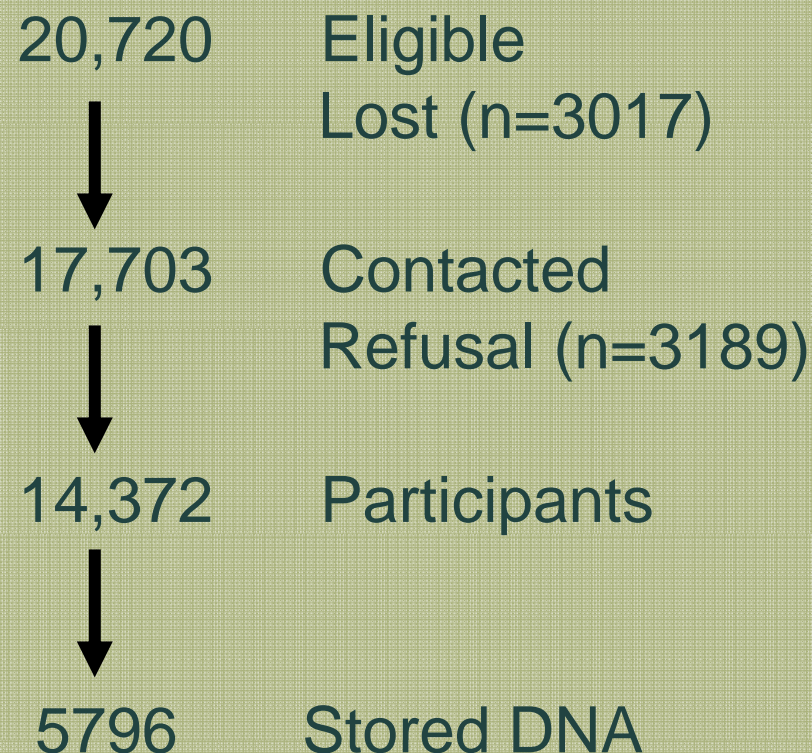 20,720 Eligible
Lost (n=3017)
17,703 Contacted
Refusal (n=3189)
14,372 Participants
5796 Stored DNA